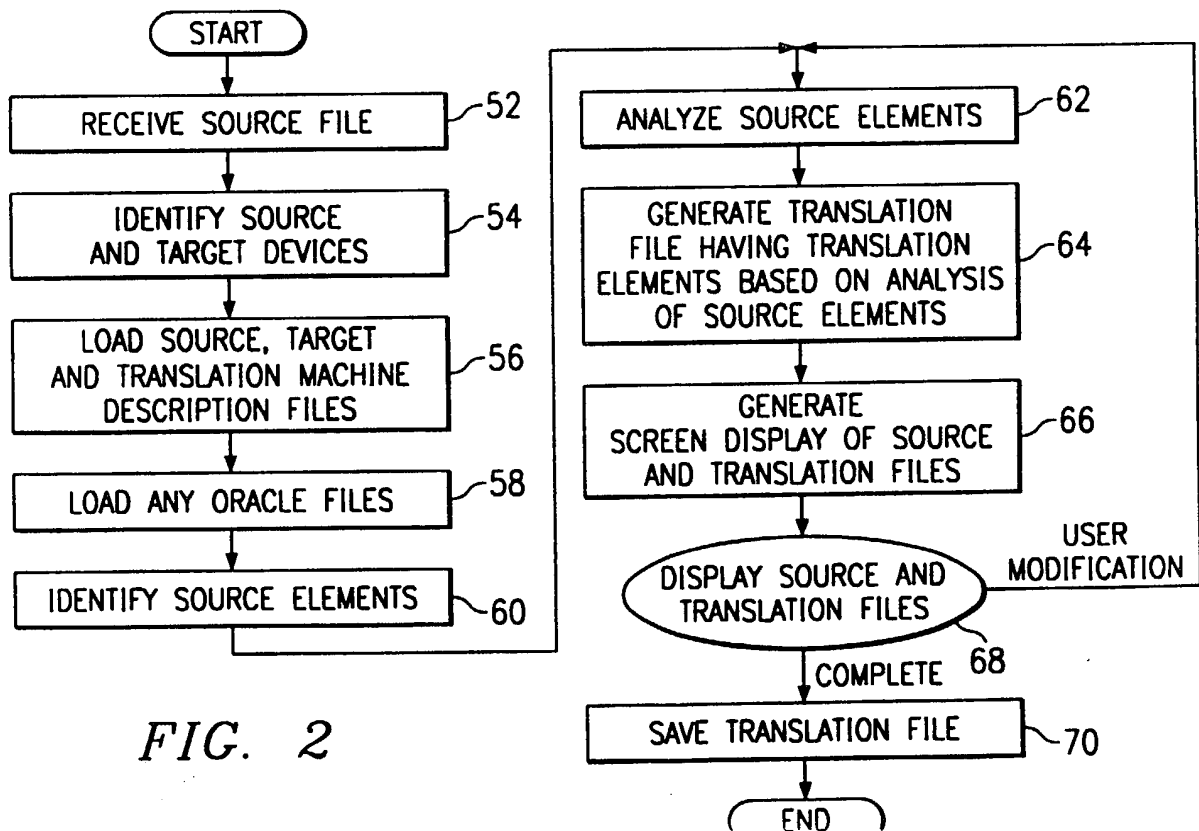 START
RECEIVE SOURCE FILE
52
IDENTIFY SOURCE
AND TARGET DEVICES
54
LOAD SOURCE, TARGET
AND TRANSLATION MACHINE
DESCRIPTION FILES
56
LOAD ANY ORACLE FILES
58
IDENTIFY SOURCE ELEMENTS
60
ANALYZE SOURCE ELEMENTS
62
GENERATE TRANSLATION
FILE HAVING TRANSLATION
ELEMENTS BASED ON ANALYSIS
OF SOURCE ELEMENTS
64
GENERATE
SCREEN DISPLAY OF SOURCE
AND TRANSLATION FILES
66
DISPLAY SOURCE AND
TRANSLATION FILES
68
USER
MODIFICATION
COMPLETE
SAVE TRANSLATION FILE
70
END
FIG. 2